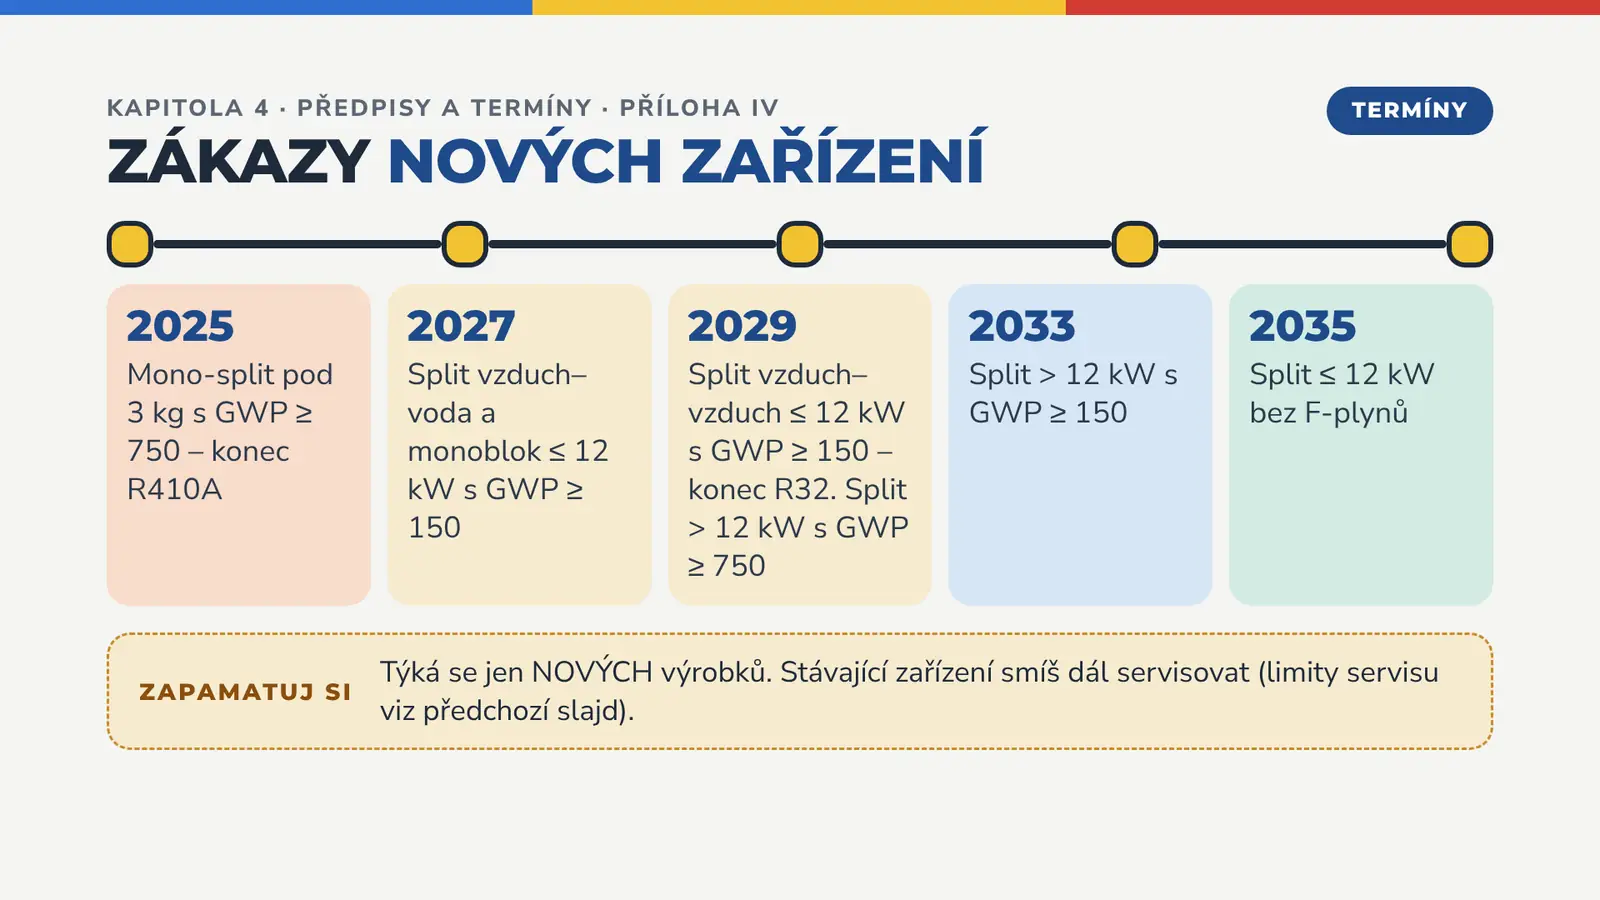 KAPITOLA 4 · PŘEDPISY A TERMÍNY · PŘÍLOHA IV
TERMÍNY
ZÁKAZY NOVÝCH ZAŘÍZENÍ
2025
Mono-split pod
3 kg s GWP ≥
750 – konec
R410A
2027
Split vzduch–
voda a
monoblok ≤ 12
kW s GWP ≥
150
2029
Split vzduch–
vzduch ≤ 12 kW
s GWP ≥ 150 –
konec R32. Split
> 12 kW s GWP
≥ 750
2033
Split > 12 kW s
GWP ≥ 150
2035
Split ≤ 12 kW
bez F-plynů
ZAPAMATUJ SI
Týká se jen NOVÝCH výrobků. Stávající zařízení smíš dál servisovat (limity servisu
viz předchozí slajd).